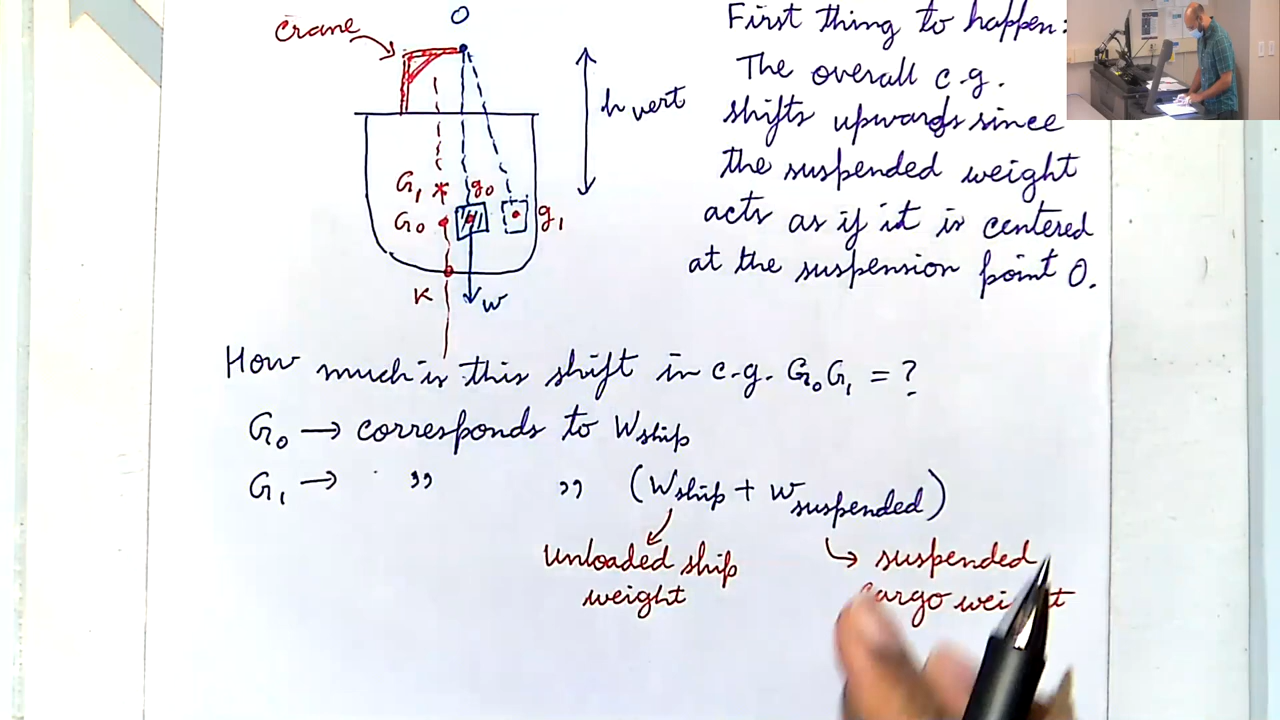 O
Crane
h vert
G₁
g₀
G₀
g₁
K
w
First thing to happen:
The overall c.g.
shifts upwards since
the suspended weight
acts as if it is centered
at the suspension point O.
How much is this shift in c.g. G₀G₁ = ?
G₀ → corresponds to Wship
G₁ → ,, ,, (Wship + wsuspended)
unloaded ship
weight
suspended
cargo weight